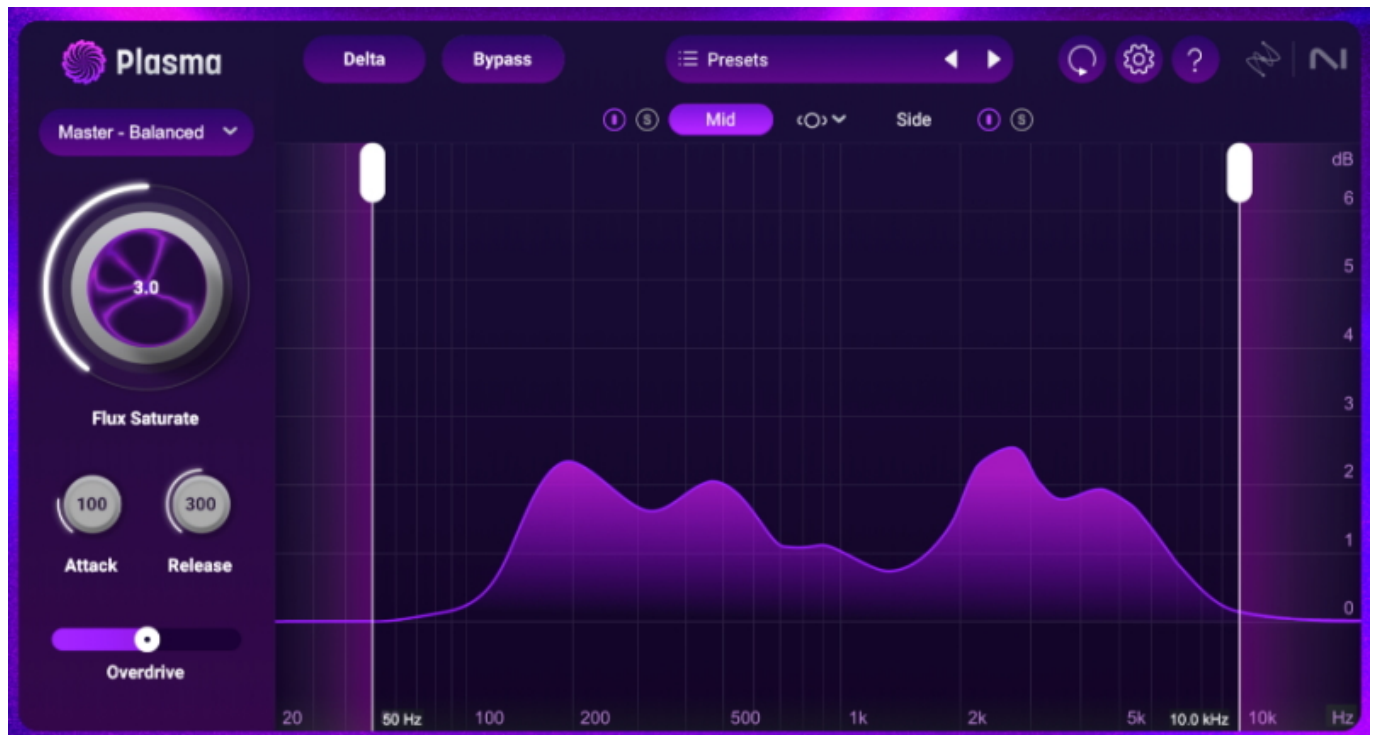 Plasma
Delta
Bypass
Presets
?
Master - Balanced
S
Mid
Side
S
dB
6
5
4
3
2
1
0
3.0
Flux Saturate
100
300
Attack
Release
Overdrive
20
50 Hz
100
200
500
1k
2k
5k
10.0 kHz
10k
Hz